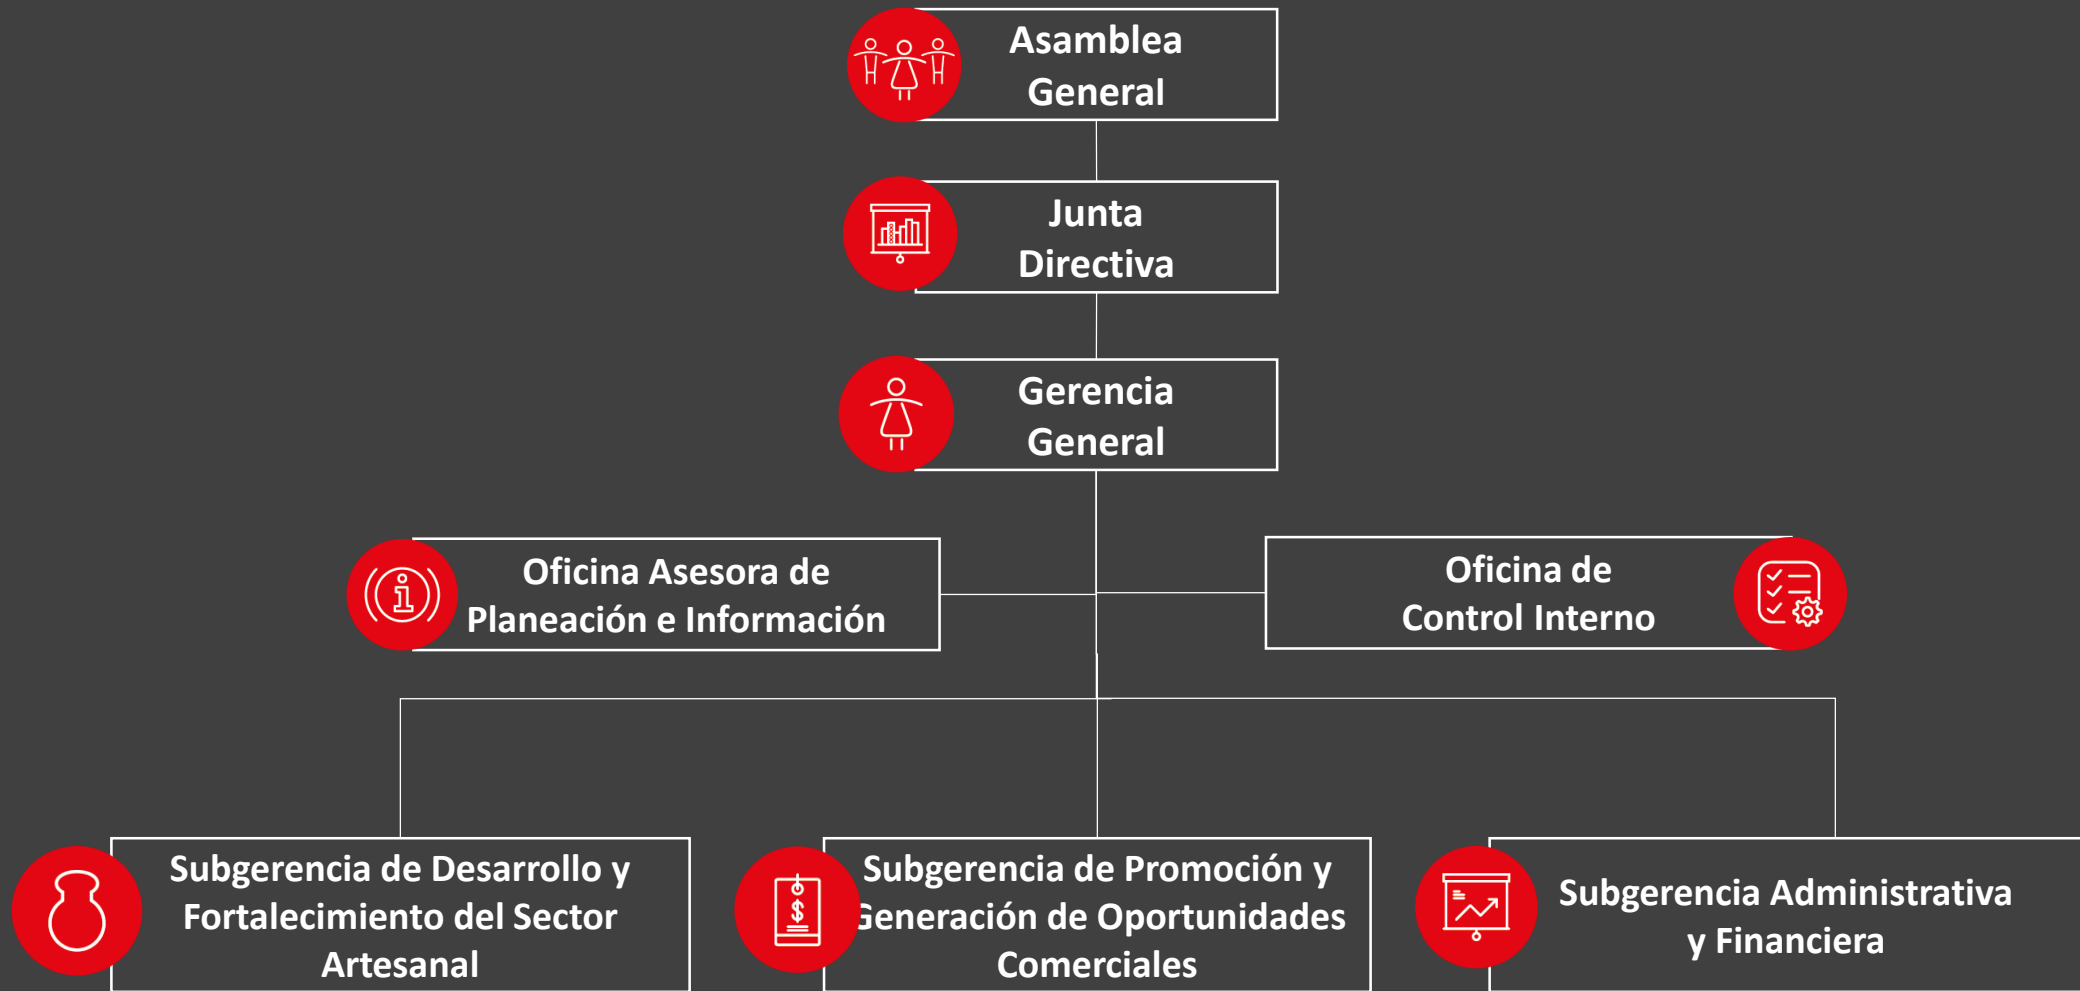 Asamblea
General
Junta
Directiva
Gerencia
General
Oficina Asesora de
Planeación e Información
Oficina de
Control Interno
Subgerencia de Desarrollo y
Fortalecimiento del Sector
Artesanal
Subgerencia de Promoción y
Generación de Oportunidades
Comerciales
Subgerencia Administrativa
y Financiera